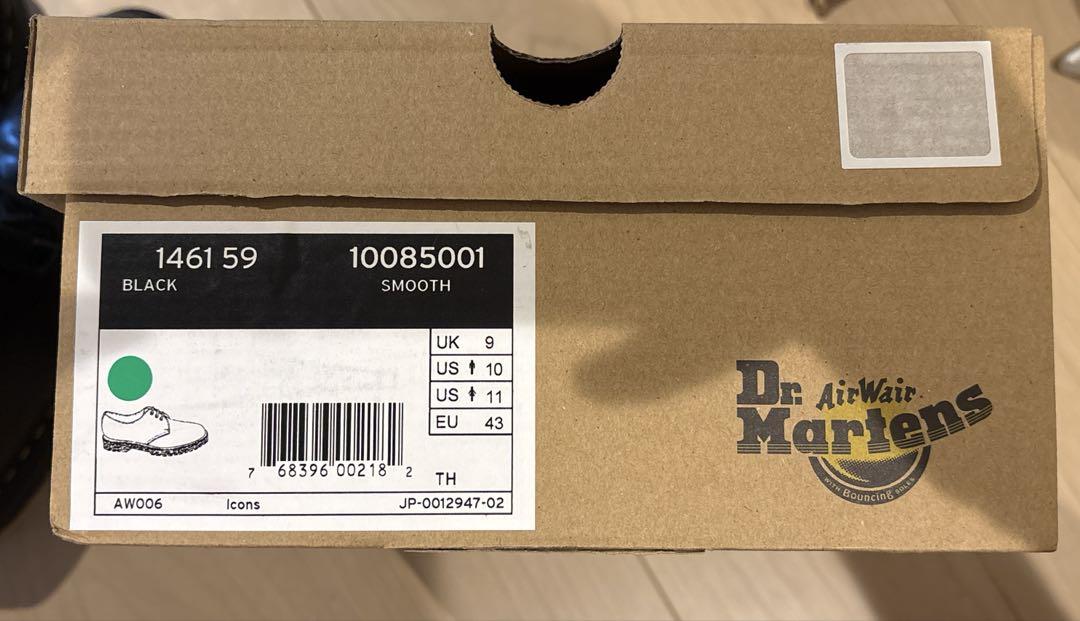 1461 59 10085001
BLACK SMOOTH
UK 9
US 10
US 11
EU 43
7 68396 00218 2
TH
AW006 Icons JP-0012947-02
Dr. AirWair
Martens
WITH Bouncing SOLES